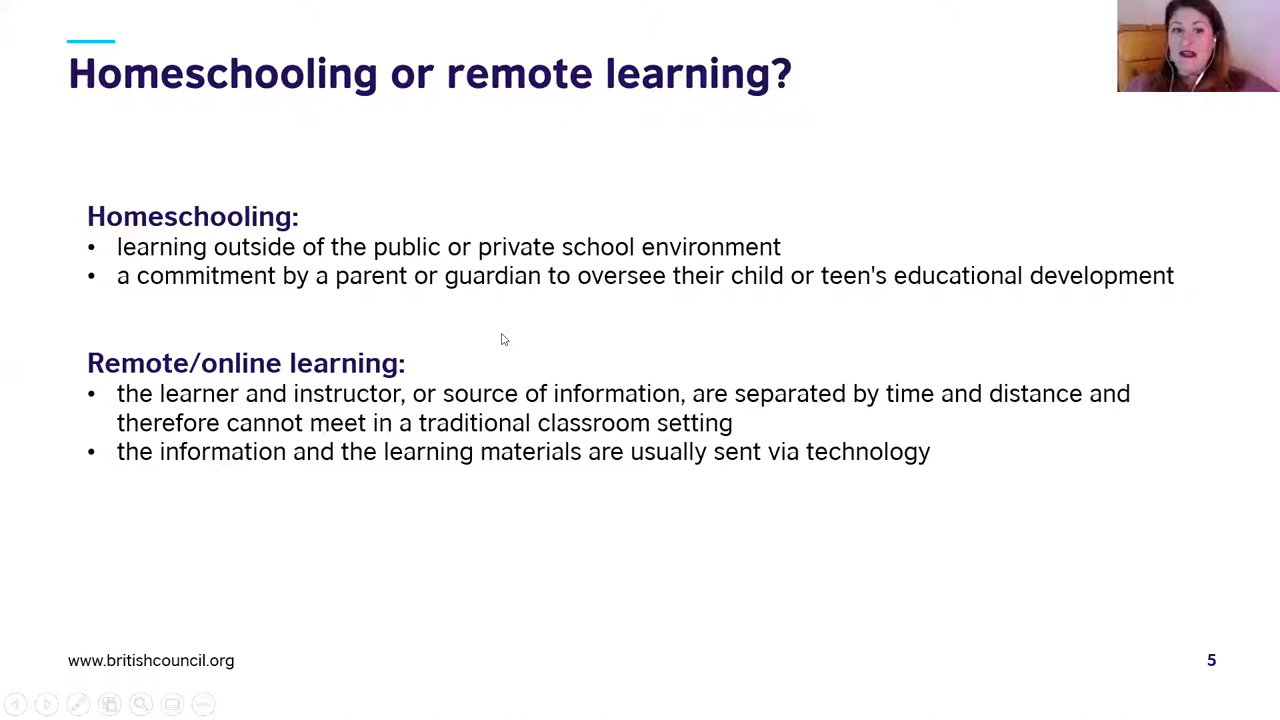 Homeschooling or remote learning?
Homeschooling:
• learning outside of the public or private school environment
• a commitment by a parent or guardian to oversee their child or teen's educational development
Remote/online learning:
• the learner and instructor, or source of information, are separated by time and distance and
therefore cannot meet in a traditional classroom setting
• the information and the learning materials are usually sent via technology
www.britishcouncil.org
5